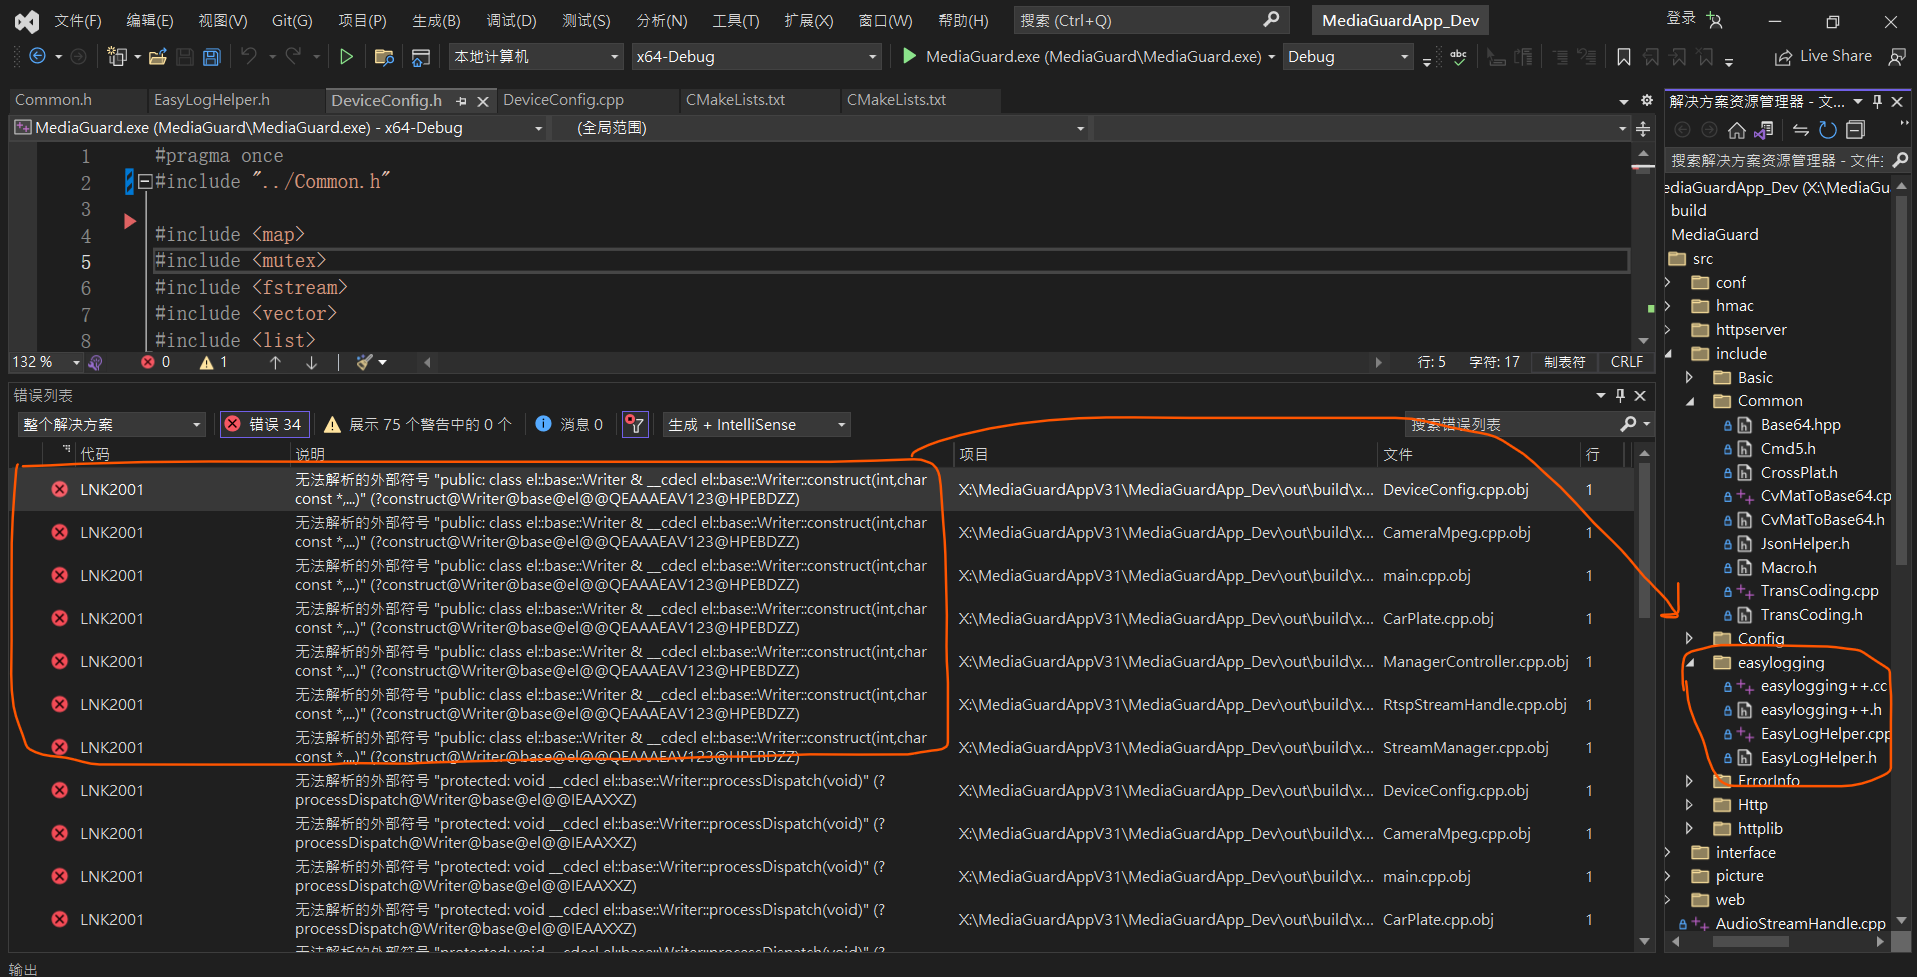 文件(F) 编辑(E) 视图(V) Git(G) 项目(P) 生成(B) 调试(D) 测试(S) 分析(N) 工具(T) 扩展(X) 窗口(W) 帮助(H) 搜索 (Ctrl+Q) MediaGuardApp_Dev 登录
本地计算机 x64-Debug MediaGuard.exe (MediaGuard\MediaGuard.exe) Debug abc Live Share
Common.h EasyLogHelper.h DeviceConfig.h DeviceConfig.cpp CMakeLists.txt CMakeLists.txt
MediaGuard.exe (MediaGuard\MediaGuard.exe) - x64-Debug (全局范围)
1 #pragma once
2 #include "../Common.h"
3
4 #include <map>
5 #include <mutex>
6 #include <fstream>
7 #include <vector>
8 #include <list>
132 % 0 1 行: 5 字符: 17 制表符 CRLF
错误列表
整个解决方案 错误 34 展示 75 个警告中的 0 个 消息 0 生成 + IntelliSense 搜索错误列表
代码 说明 项目 文件 行
LNK2001 无法解析的外部符号 "public: class el::base::Writer & __cdecl el::base::Writer::construct(int,char
const *,...)" (?construct@Writer@base@el@@QEAAAEAV123@HPEBDZZ) X:\MediaGuardAppV31\MediaGuardApp_Dev\out\build\x... DeviceConfig.cpp.obj 1
LNK2001 无法解析的外部符号 "public: class el::base::Writer & __cdecl el::base::Writer::construct(int,char
const *,...)" (?construct@Writer@base@el@@QEAAAEAV123@HPEBDZZ) X:\MediaGuardAppV31\MediaGuardApp_Dev\out\build\x... CameraMpeg.cpp.obj 1
LNK2001 无法解析的外部符号 "public: class el::base::Writer & __cdecl el::base::Writer::construct(int,char
const *,...)" (?construct@Writer@base@el@@QEAAAEAV123@HPEBDZZ) X:\MediaGuardAppV31\MediaGuardApp_Dev\out\build\x... main.cpp.obj 1
LNK2001 无法解析的外部符号 "public: class el::base::Writer & __cdecl el::base::Writer::construct(int,char
const *,...)" (?construct@Writer@base@el@@QEAAAEAV123@HPEBDZZ) X:\MediaGuardAppV31\MediaGuardApp_Dev\out\build\x... CarPlate.cpp.obj 1
LNK2001 无法解析的外部符号 "public: class el::base::Writer & __cdecl el::base::Writer::construct(int,char
const *,...)" (?construct@Writer@base@el@@QEAAAEAV123@HPEBDZZ) X:\MediaGuardAppV31\MediaGuardApp_Dev\out\build\x... ManagerController.cpp.obj 1
LNK2001 无法解析的外部符号 "public: class el::base::Writer & __cdecl el::base::Writer::construct(int,char
const *,...)" (?construct@Writer@base@el@@QEAAAEAV123@HPEBDZZ) X:\MediaGuardAppV31\MediaGuardApp_Dev\out\build\x... RtspStreamHandle.cpp.obj 1
LNK2001 无法解析的外部符号 "public: class el::base::Writer & __cdecl el::base::Writer::construct(int,char
const *,...)" (?construct@Writer@base@el@@QEAAAEAV123@HPEBDZZ) X:\MediaGuardAppV31\MediaGuardApp_Dev\out\build\x... StreamManager.cpp.obj 1
LNK2001 无法解析的外部符号 "protected: void __cdecl el::base::Writer::processDispatch(void)" (?
processDispatch@Writer@base@el@@IEAAXXZ) X:\MediaGuardAppV31\MediaGuardApp_Dev\out\build\x... DeviceConfig.cpp.obj 1
LNK2001 无法解析的外部符号 "protected: void __cdecl el::base::Writer::processDispatch(void)" (?
processDispatch@Writer@base@el@@IEAAXXZ) X:\MediaGuardAppV31\MediaGuardApp_Dev\out\build\x... CameraMpeg.cpp.obj 1
LNK2001 无法解析的外部符号 "protected: void __cdecl el::base::Writer::processDispatch(void)" (?
processDispatch@Writer@base@el@@IEAAXXZ) X:\MediaGuardAppV31\MediaGuardApp_Dev\out\build\x... main.cpp.obj 1
LNK2001 无法解析的外部符号 "protected: void __cdecl el::base::Writer::processDispatch(void)" (?
processDispatch@Writer@base@el@@IEAAXXZ) X:\MediaGuardAppV31\MediaGuardApp_Dev\out\build\x... CarPlate.cpp.obj 1
无法解析的外部符号 "protected: void __cdecl el::base::Writer::processDispatch(void)" (?
输出
解决方案资源管理器 - 文...
搜索解决方案资源管理器 - 文件
ediaGuardApp_Dev (X:\MediaGu
build
MediaGuard
src
conf
hmac
httpserver
include
Basic
Common
Base64.hpp
Cmd5.h
CrossPlat.h
CvMatToBase64.cp
CvMatToBase64.h
JsonHelper.h
Macro.h
TransCoding.cpp
TransCoding.h
Config
easylogging
easylogging++.cc
easylogging++.h
EasyLogHelper.cpp
EasyLogHelper.h
ErrorInfo
Http
httplib
interface
picture
web
AudioStreamHandle.cpp